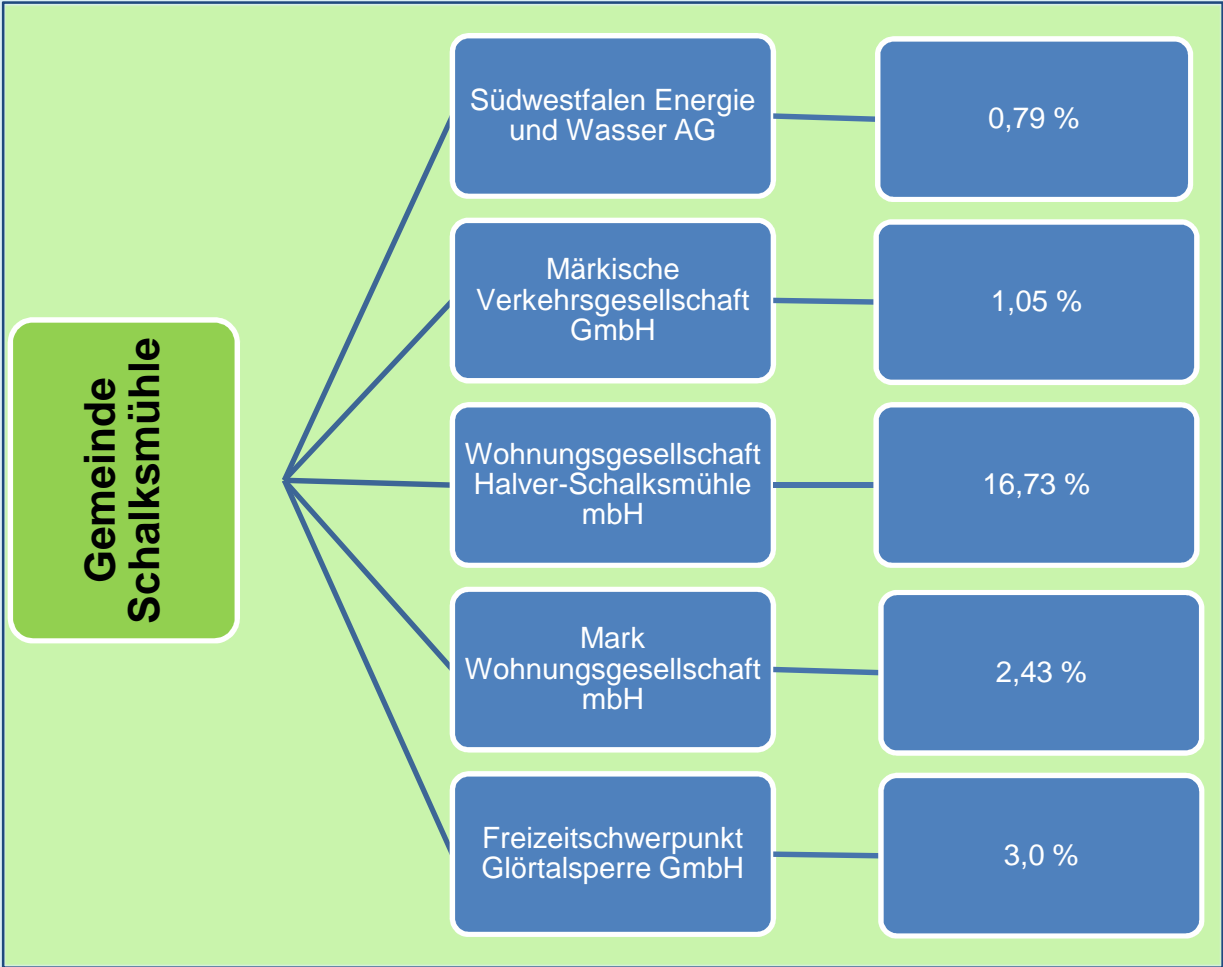 Gemeinde
Schalksmühle
Südwestfalen Energie
und Wasser AG
0,79 %
Märkische
Verkehrsgesellschaft
GmbH
1,05 %
Wohnungsgesellschaft
Halver-Schalksmühle
mbH
16,73 %
Mark
Wohnungsgesellschaft
mbH
2,43 %
Freizeitschwerpunkt
Glörtalsperre GmbH
3,0 %